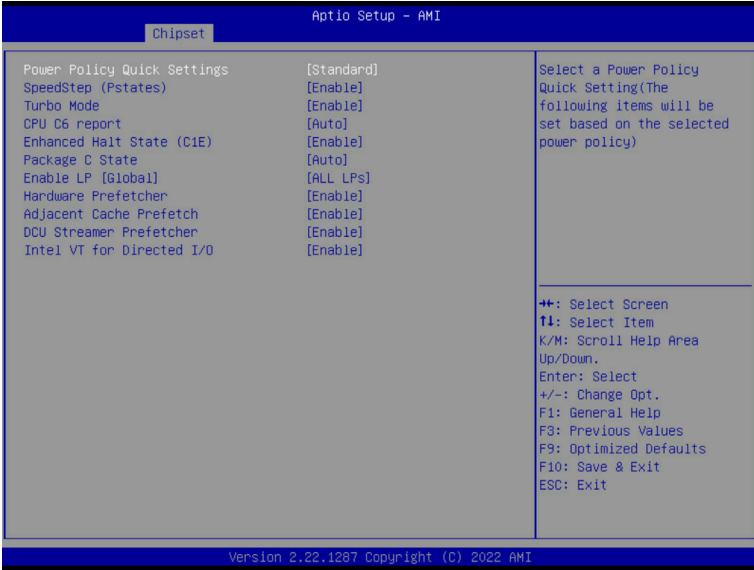 Aptio Setup – AMI
Chipset
Power Policy Quick Settings [Standard]
SpeedStep (Pstates) [Enable]
Turbo Mode [Enable]
CPU C6 report [Auto]
Enhanced Halt State (C1E) [Enable]
Package C State [Auto]
Enable LP [Global] [ALL LPs]
Hardware Prefetcher [Enable]
Adjacent Cache Prefetch [Enable]
DCU Streamer Prefetcher [Enable]
Intel VT for Directed I/O [Enable]
Select a Power Policy
Quick Setting(The
following items will be
set based on the selected
power policy)
→←: Select Screen
↑↓: Select Item
K/M: Scroll Help Area
Up/Down.
Enter: Select
+/-: Change Opt.
F1: General Help
F3: Previous Values
F9: Optimized Defaults
F10: Save & Exit
ESC: Exit
Version 2.22.1287 Copyright (C) 2022 AMI